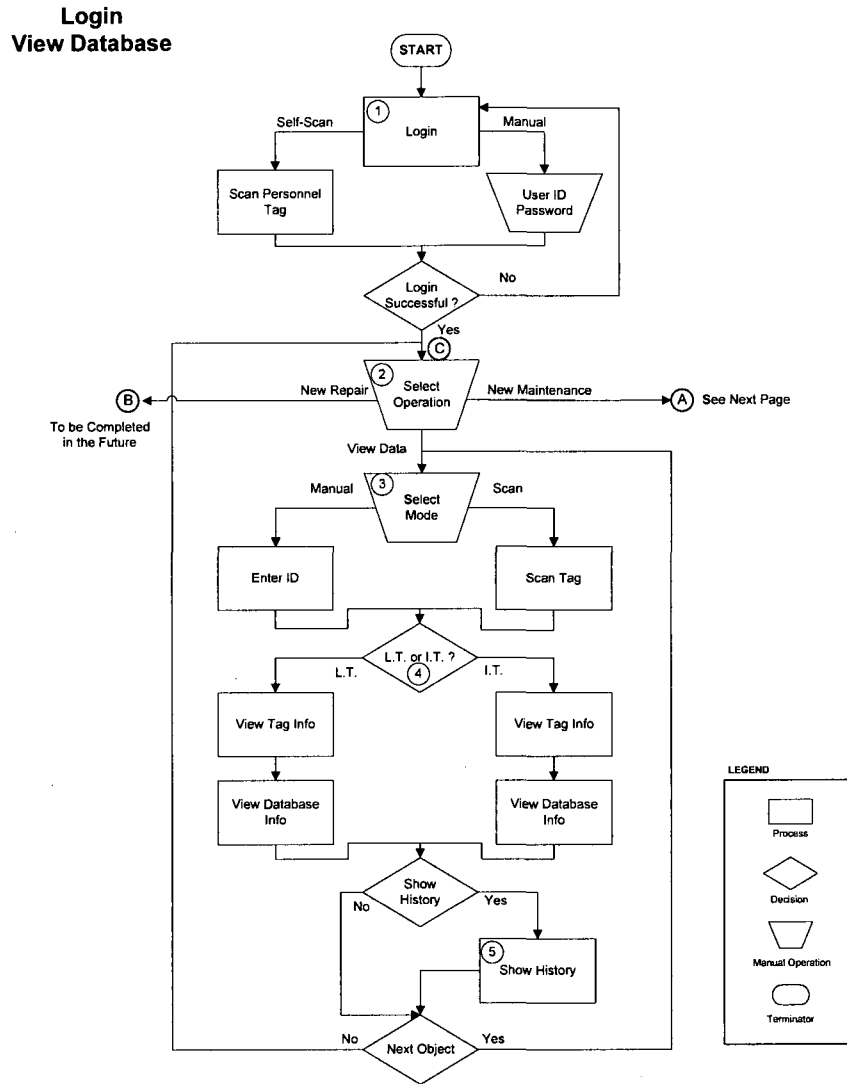 Login
View Database
START
1
Login
Self-Scan
Manual
Scan Personnel
Tag
User ID
Password
Login
Successful ?
No
Yes
C
2
Select
Operation
New Repair
New Maintenance
B
To be Completed
in the Future
A
See Next Page
View Data
3
Select
Mode
Manual
Scan
Enter ID
Scan Tag
L.T. or I.T. ?
4
L.T.
I.T.
View Tag Info
View Tag Info
View Database
Info
View Database
Info
Show
History
No
Yes
5
Show History
Next Object
No
Yes
LEGEND
Process
Decision
Manual Operation
Terminator